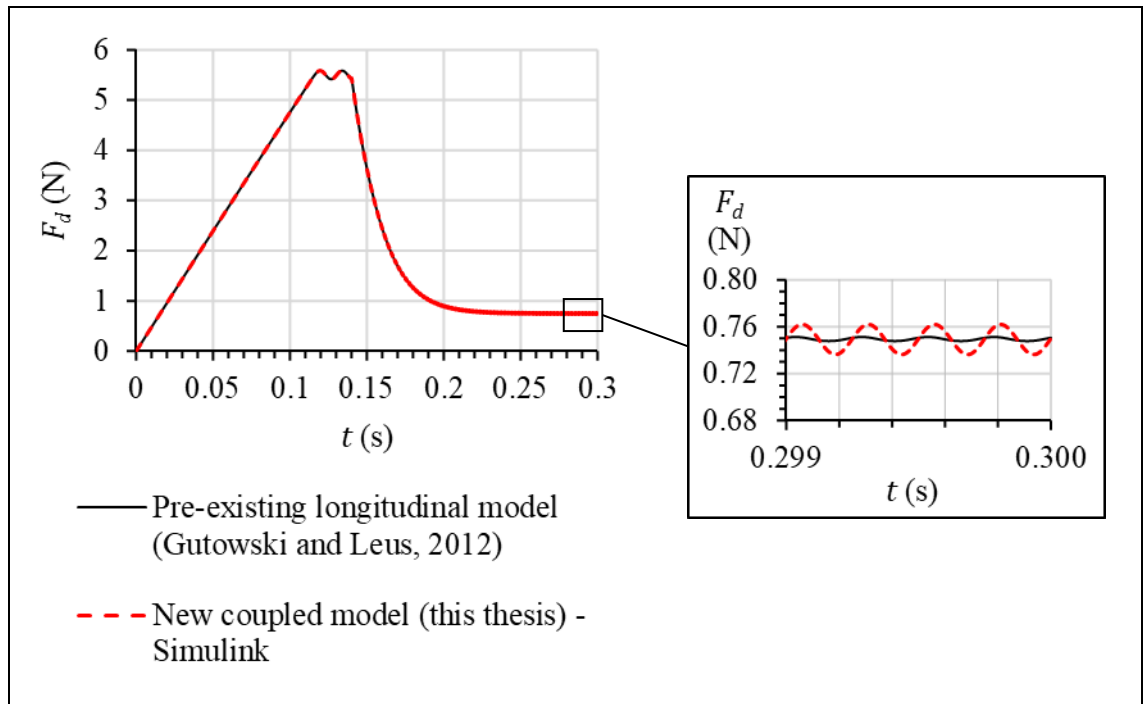 6
5
4
3
2
1
0
F_d (N)
0 0.05 0.1 0.15 0.2 0.25 0.3
t (s)
F_d
(N)
0.80
0.76
0.72
0.68
0.299 0.300
t (s)
Pre-existing longitudinal model
(Gutowski and Leus, 2012)
New coupled model (this thesis) -
Simulink